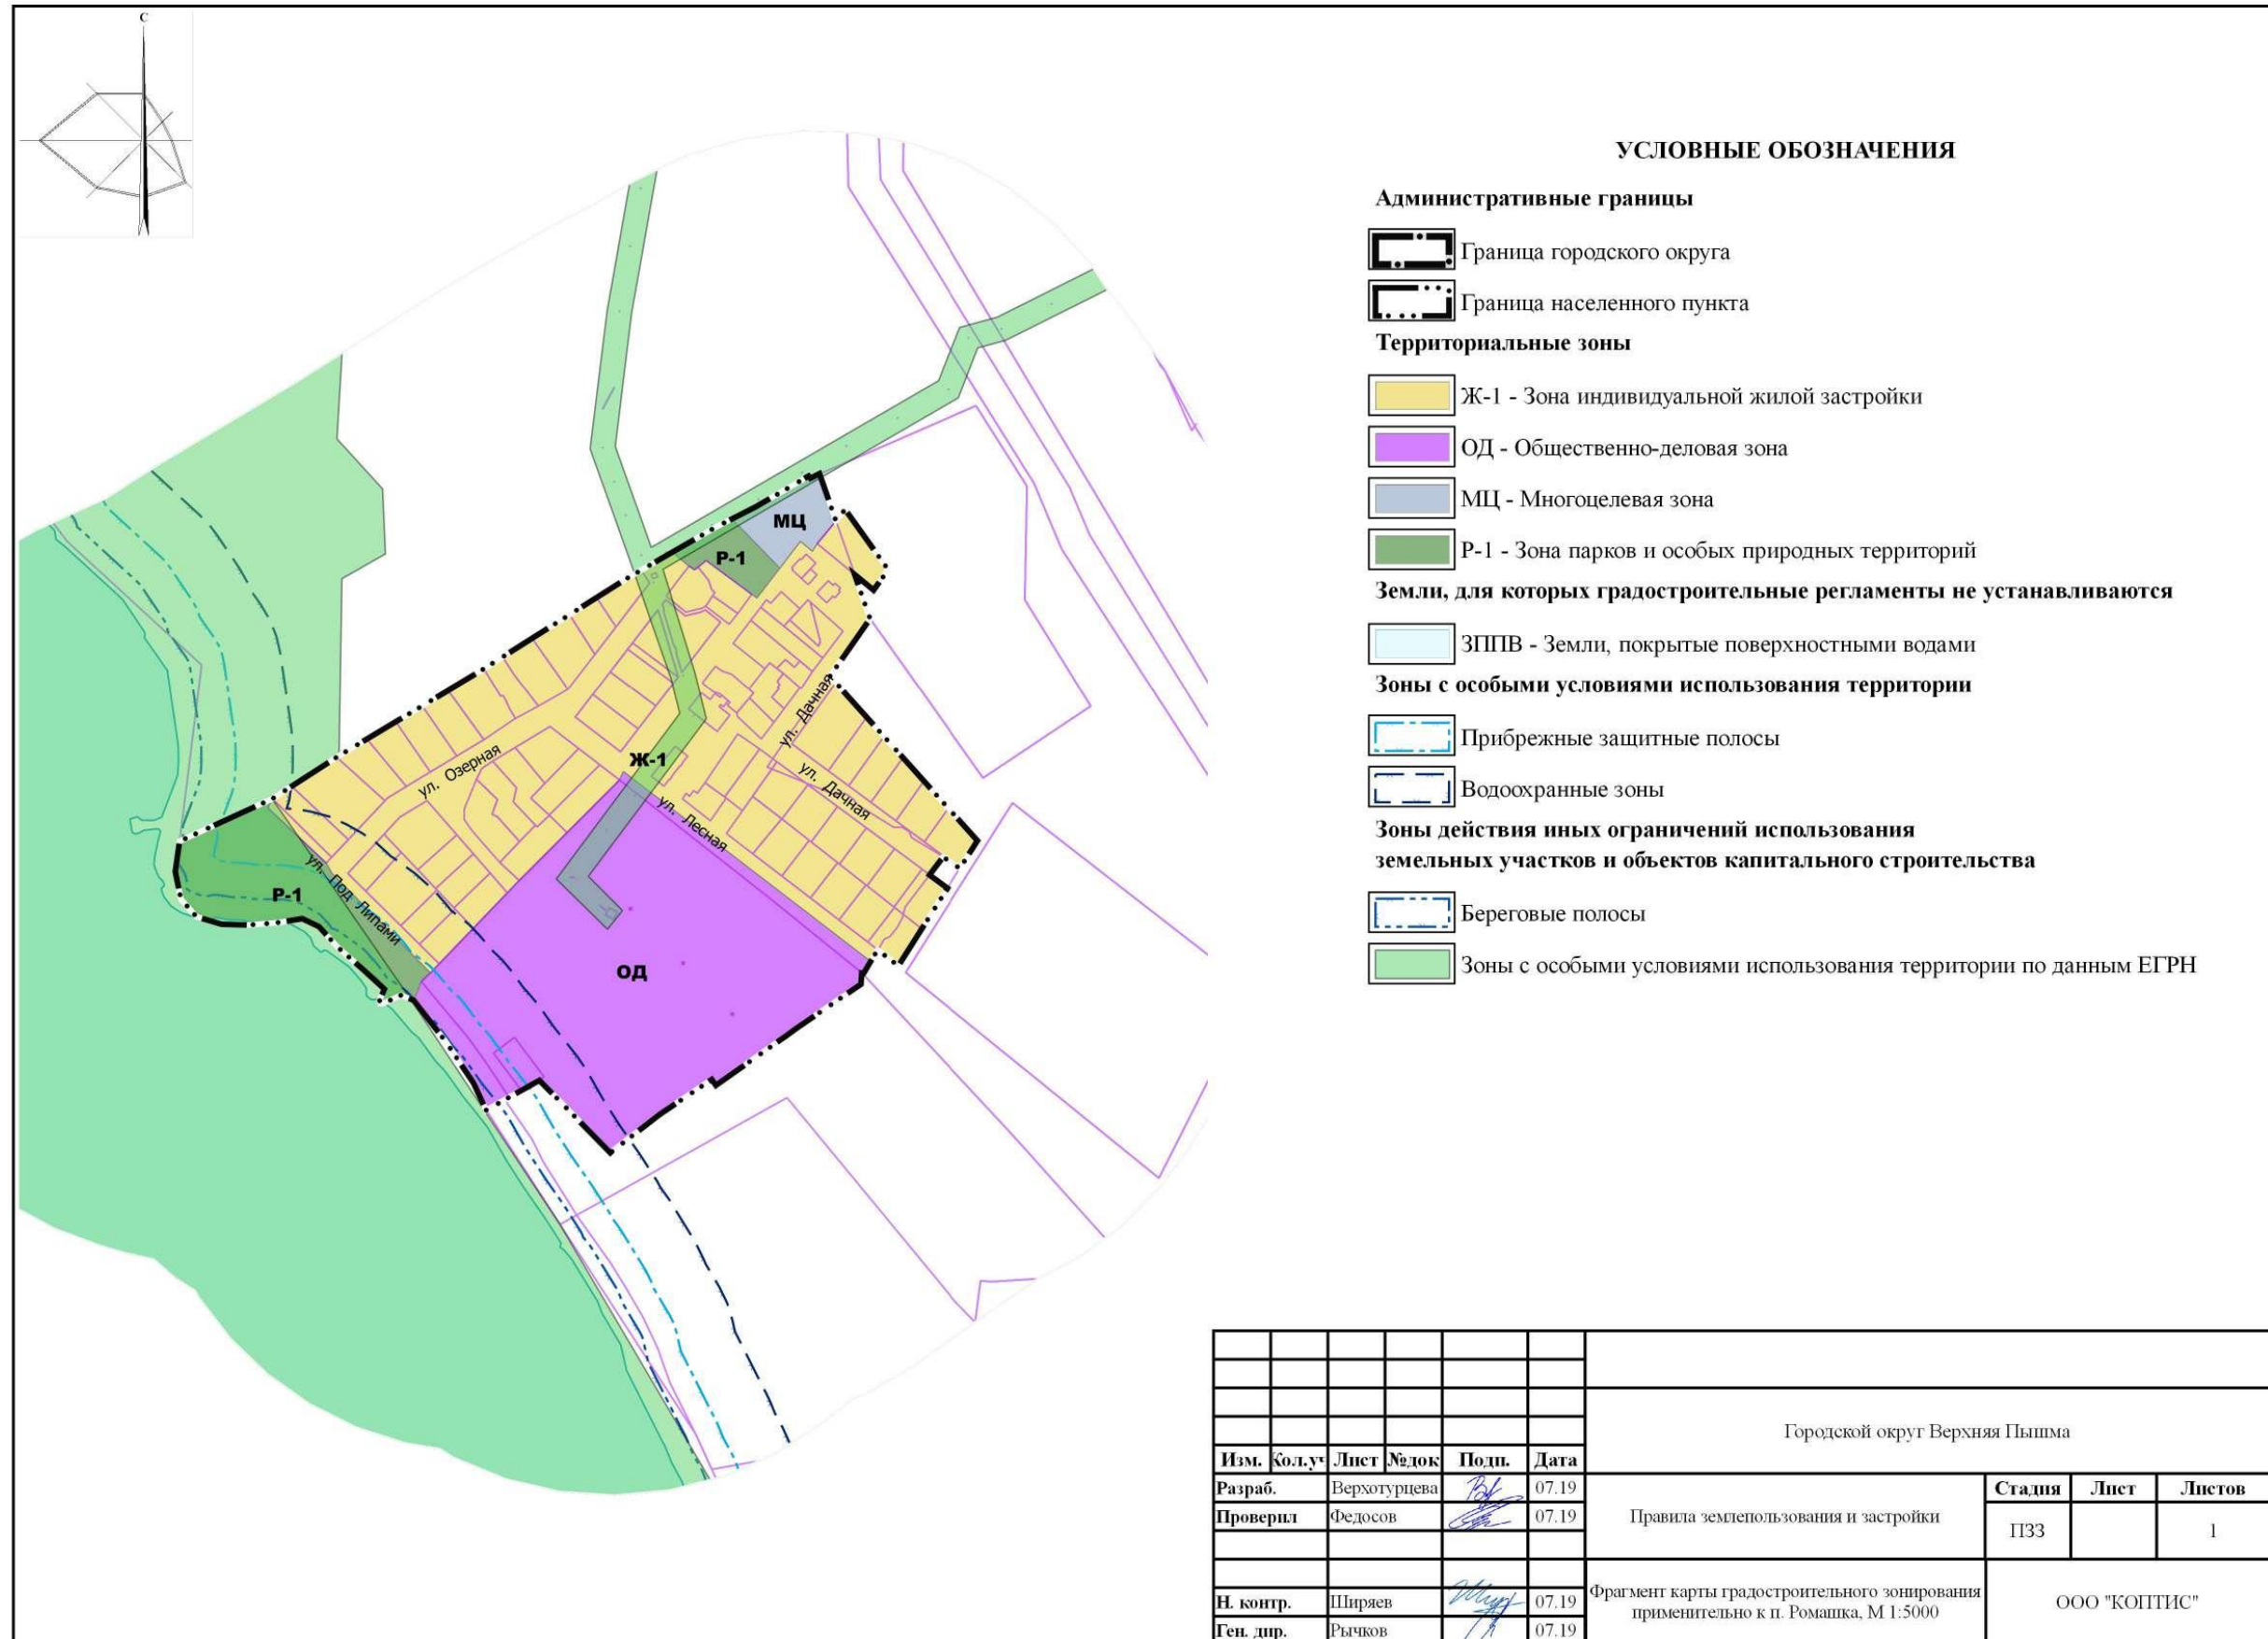 С
МЦ
Р-1
ул. Дачная
ул. Озерная
Ж-1
ул. Дачная
ул. Лесная
ул. Под Липами
Р-1
ОД
УСЛОВНЫЕ ОБОЗНАЧЕНИЯ
Административные границы
Граница городского округа
Граница населенного пункта
Территориальные зоны
Ж-1 - Зона индивидуальной жилой застройки
ОД - Общественно-деловая зона
МЦ - Многоцелевая зона
Р-1 - Зона парков и особых природных территорий
Земли, для которых градостроительные регламенты не устанавливаются
ЗППВ - Земли, покрытые поверхностными водами
Зоны с особыми условиями использования территории
Прибрежные защитные полосы
Водоохранные зоны
Зоны действия иных ограничений использования
земельных участков и объектов капитального строительства
Береговые полосы
Зоны с особыми условиями использования территории по данным ЕГРН
Городской округ Верхняя Пышма
Изм. Кол.уч Лист №док Подп. Дата
Разраб. Верхотурцева 07.19
Проверил Федосов 07.19
Правила землепользования и застройки
Стадия Лист Листов
ПЗЗ 1
Н. контр. Ширяев 07.19
Ген. дир. Рычков 07.19
Фрагмент карты градостроительного зонирования
применительно к п. Ромашка, М 1:5000
ООО "КОПТИС"